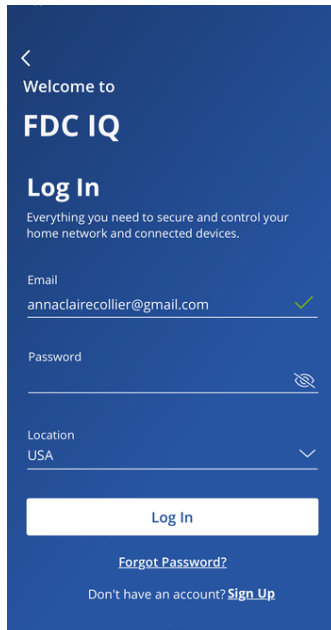 Welcome to
FDC IQ
Log In
Everything you need to secure and control your
home network and connected devices.
Email
annaclairecollier@gmail.com
Password
Location
USA
Log In
Forgot Password?
Don't have an account? Sign Up